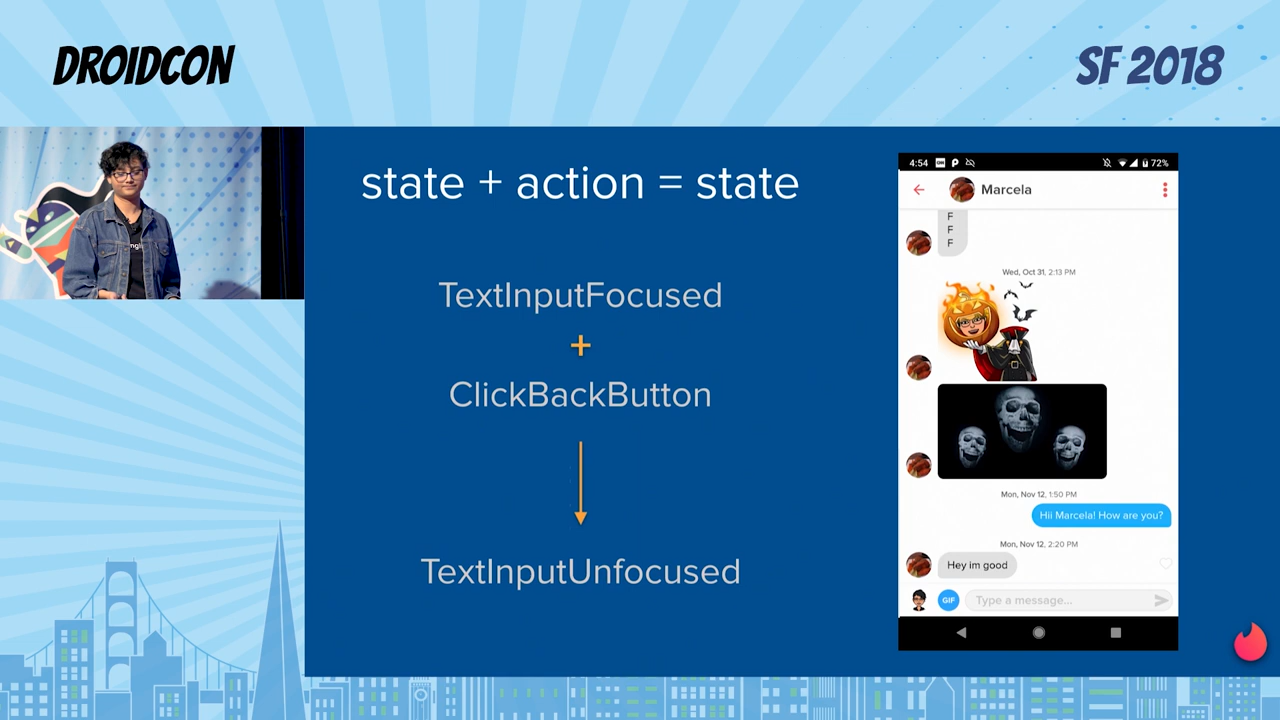 DROIDCON
SF 2018
state + action = state
TextInputFocused
+
ClickBackButton
TextInputUnfocused
4:54
72%
Marcela
F
F
F
Wed, Oct 31, 2:13 PM
Mon, Nov 12, 1:50 PM
Hii Marcela! How are you?
Mon, Nov 12, 2:20 PM
Hey im good
GIF
Type a message...